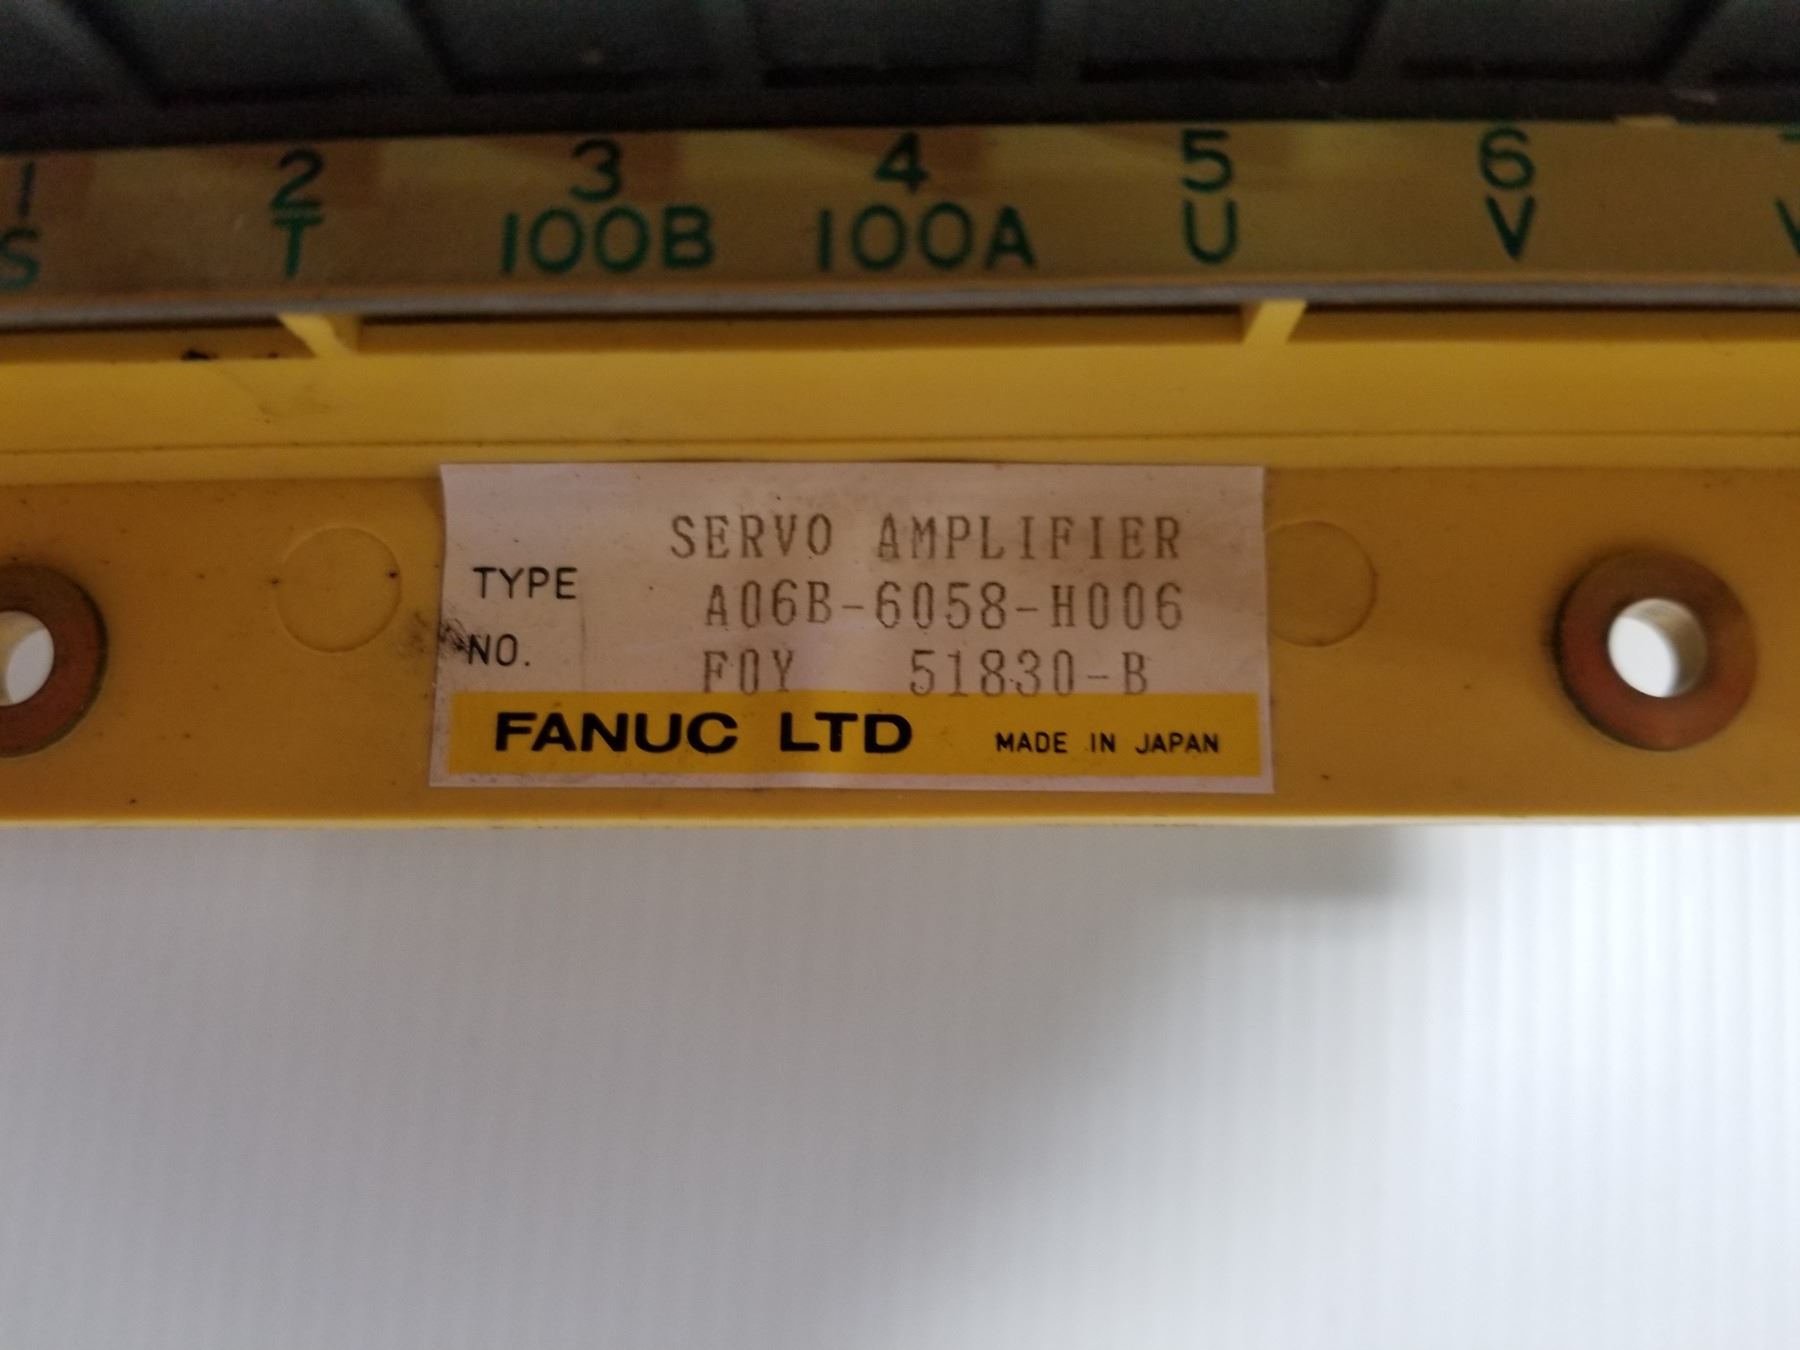 1 2 3 4 5 6
S T 100B 100A U V
SERVO AMPLIFIER
TYPE A06B-6058-H006
NO. F0Y 51830-B
FANUC LTD MADE IN JAPAN